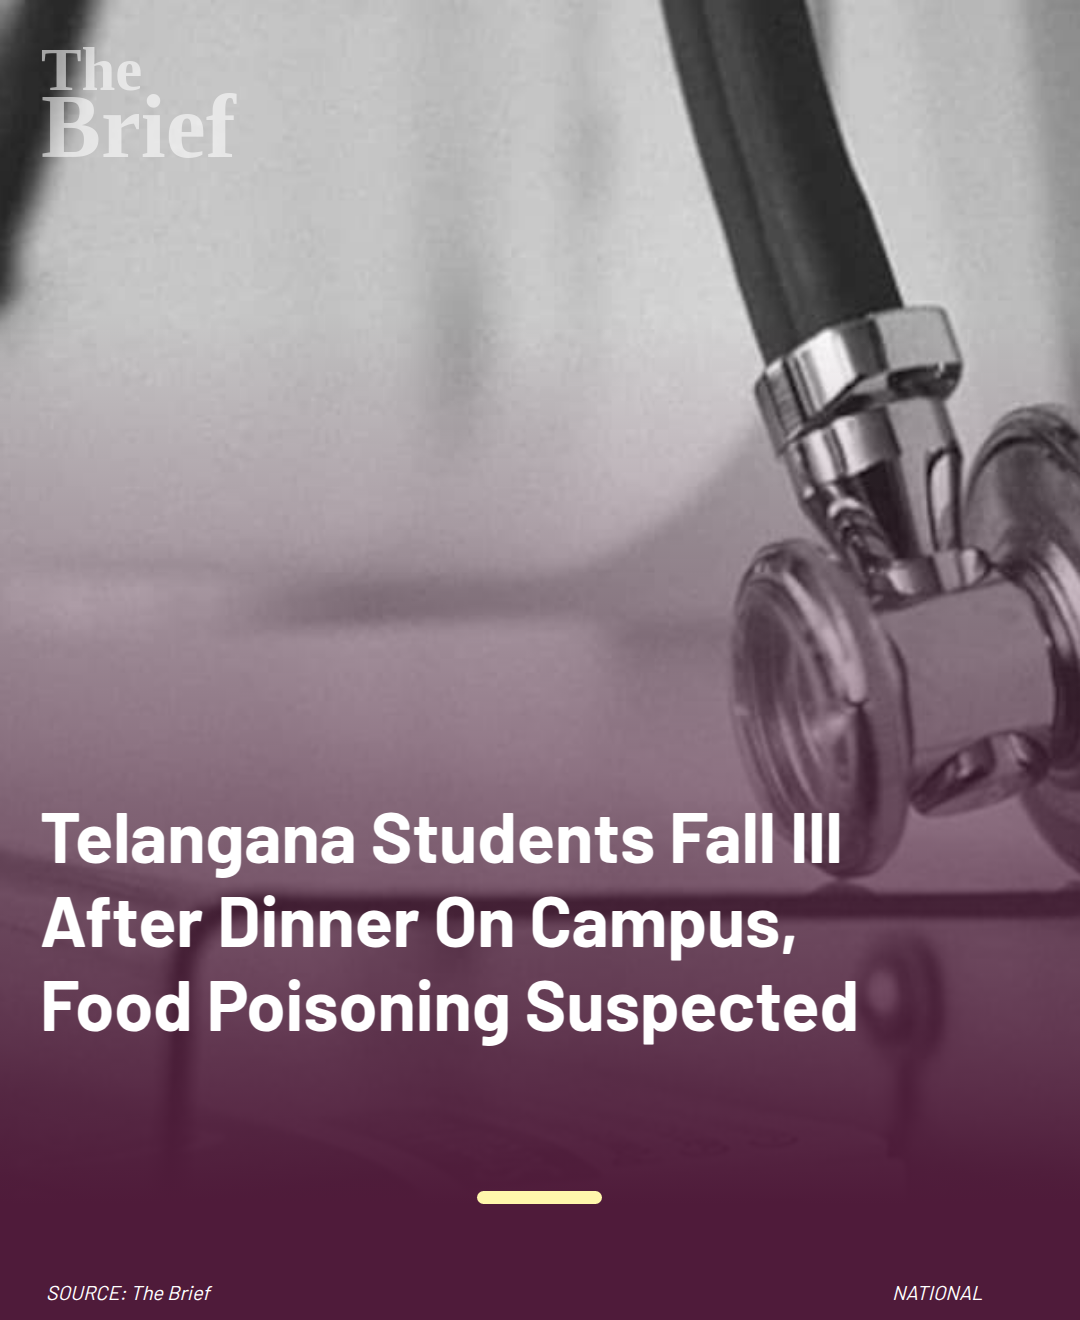 The
Brief
Telangana Students Fall Ill
After Dinner On Campus,
Food Poisoning Suspected
SOURCE: The Brief
NATIONAL